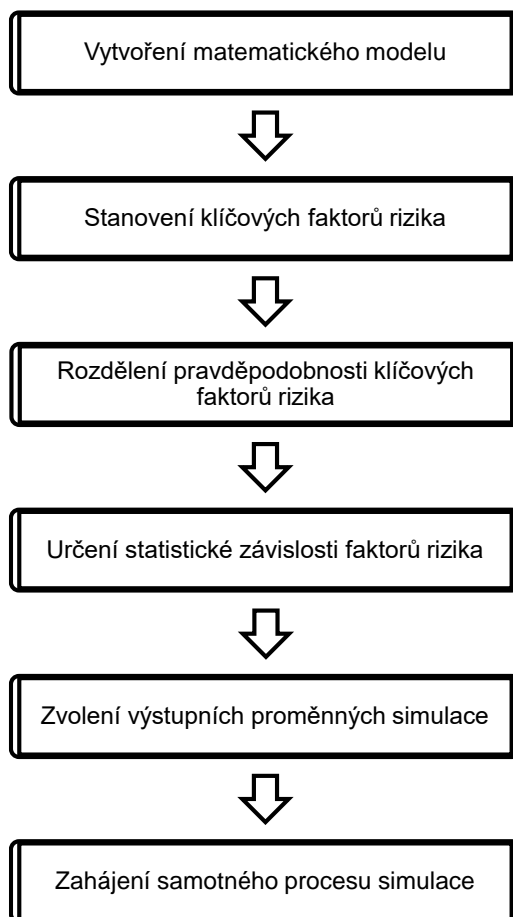 Vytvoření matematického modelu
Stanovení klíčových faktorů rizika
Rozdělení pravděpodobnosti klíčových
faktorů rizika
Určení statistické závislosti faktorů rizika
Zvolení výstupních proměnných simulace
Zahájení samotného procesu simulace